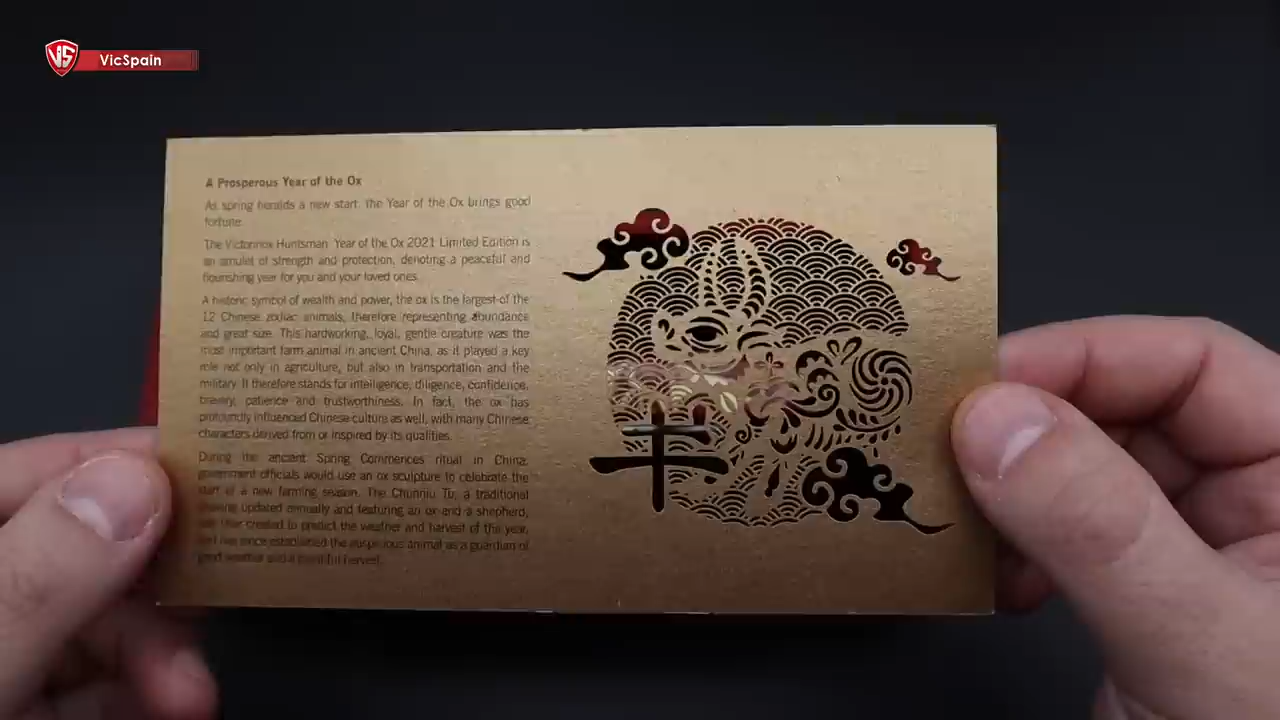 VS
VicSpain
A Prosperous Year of the Ox
As spring heralds a new start, the Year of the Ox brings good
fortune.
The Victorinox Huntsman Year of the Ox 2021 Limited Edition is
an amulet of strength and protection, denoting a peaceful and
flourishing year for you and your loved ones.
A historic symbol of wealth and power, the ox is the largest of the
12 Chinese zodiac animals, therefore representing abundance
and great size. This hardworking, loyal, gentle creature was the
most important farm animal in ancient China, as it played a key
role not only in agriculture, but also in transportation and the
military. It therefore stands for intelligence, diligence, confidence,
bravery, patience and trustworthiness. In fact, the ox has
profoundly influenced Chinese culture as well, with many Chinese
characters derived from or inspired by its qualities.
During the ancient Spring Commences ritual in China,
government officials would use an ox sculpture to celebrate the
start of a new farming season. The Chunniu Tu, a traditional
drawing updated annually and featuring an ox and a shepherd,
was then created to predict the weather and harvest of the year,
and has since established the auspicious animal as a guardian of
good weather and a bountiful harvest.
牛